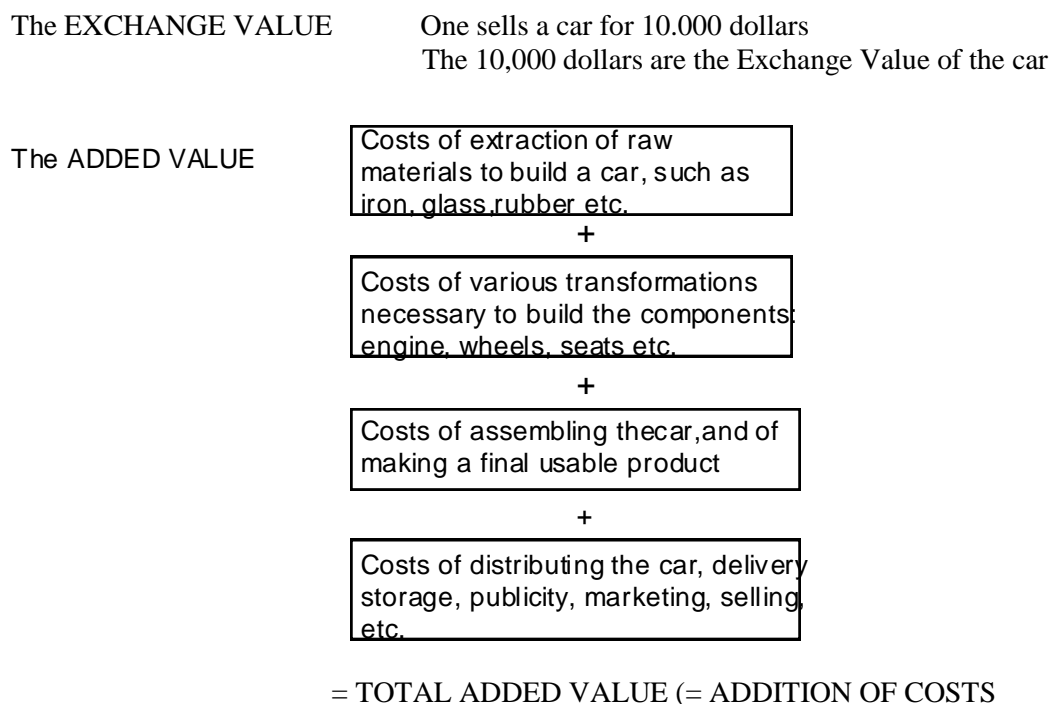 The EXCHANGE VALUE One sells a car for 10.000 dollars
The 10,000 dollars are the Exchange Value of the car
The ADDED VALUE
Costs of extraction of raw
materials to build a car, such as
iron, glass,rubber etc.
+
Costs of various transformations
necessary to build the components:
engine, wheels, seats etc.
+
Costs of assembling thecar,and of
making a final usable product
+
Costs of distributing the car, delivery
storage, publicity, marketing, selling,
etc.
= TOTAL ADDED VALUE (= ADDITION OF COSTS